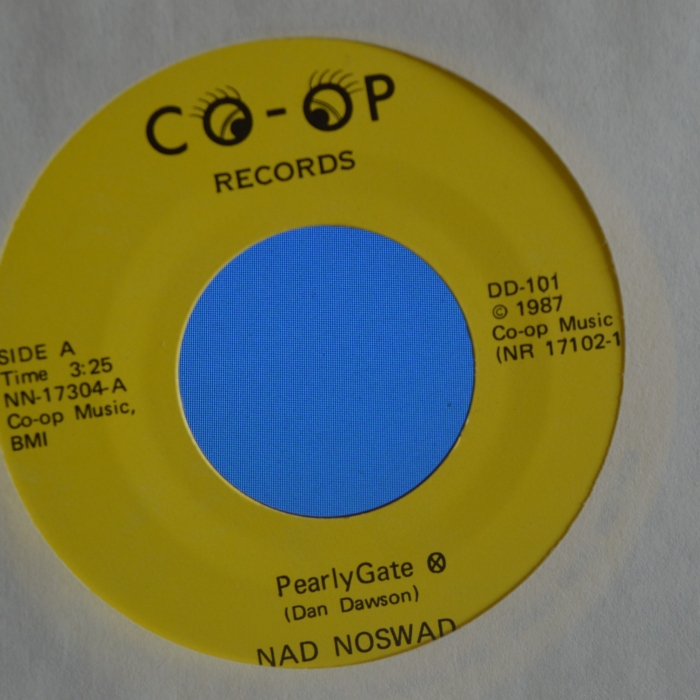 CO-OP
RECORDS
SIDE A
Time 3:25
NN-17304-A
Co-op Music,
BMI
DD-101
© 1987
Co-op Music
(NR 17102-1
PearlyGate ⓧ
(Dan Dawson)
NAD NOSWAD